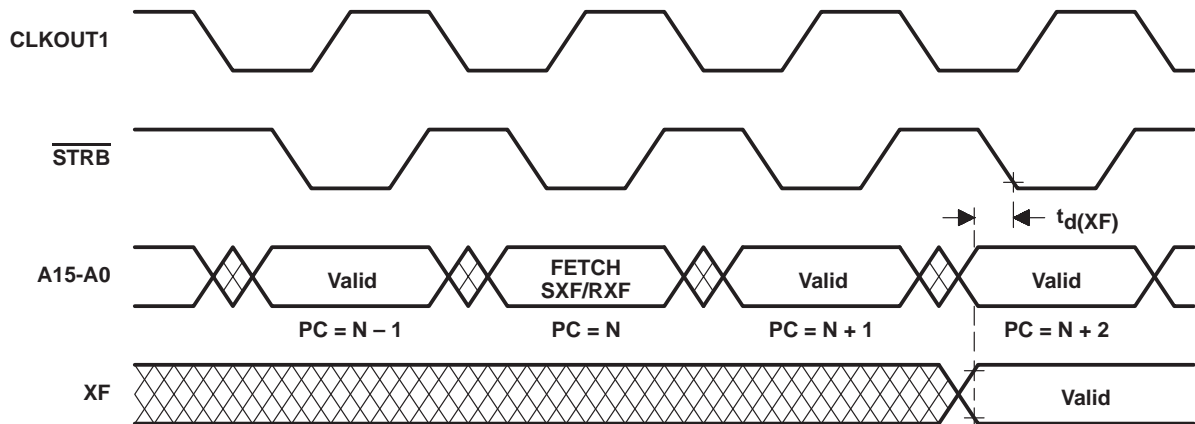 CLKOUT1
STRB
td(XF)
A15-A0
Valid
FETCH
SXF/RXF
Valid
Valid
PC = N – 1
PC = N
PC = N + 1
PC = N + 2
XF
Valid